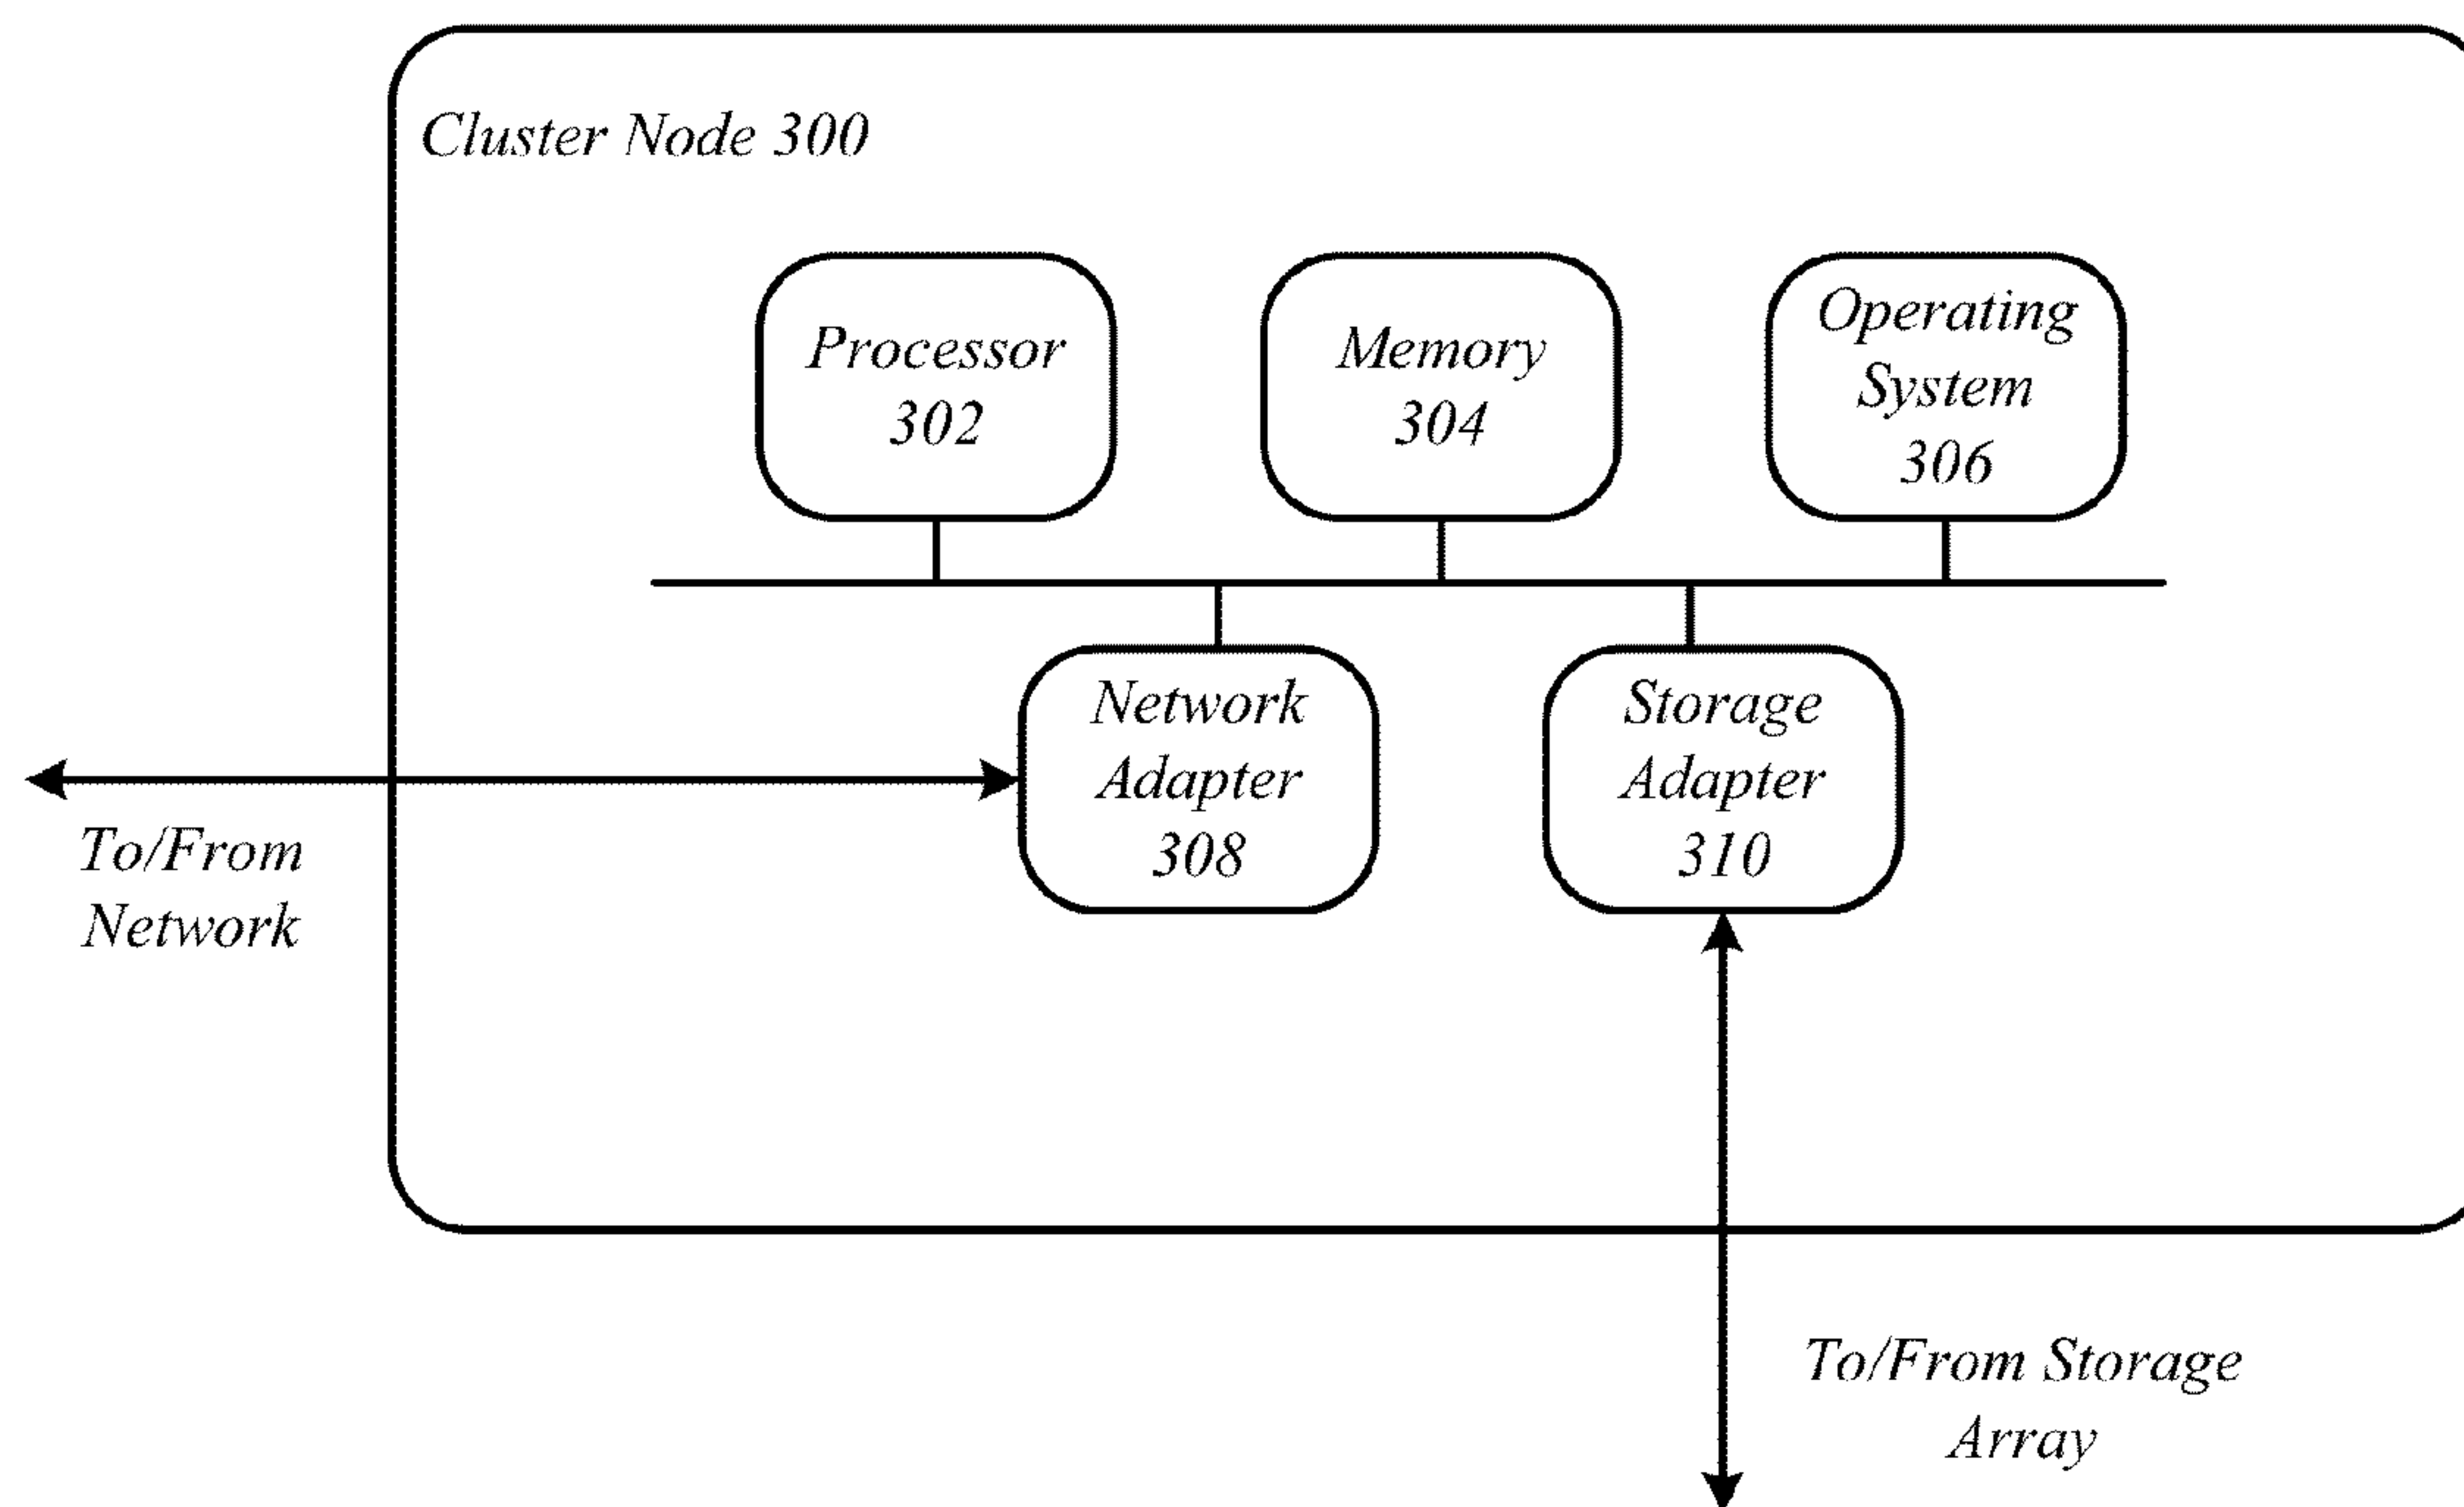 Cluster Node 300
Processor
302
Memory
304
Operating
System
306
Network
Adapter
308
Storage
Adapter
310
To/From
Network
To/From Storage
Array